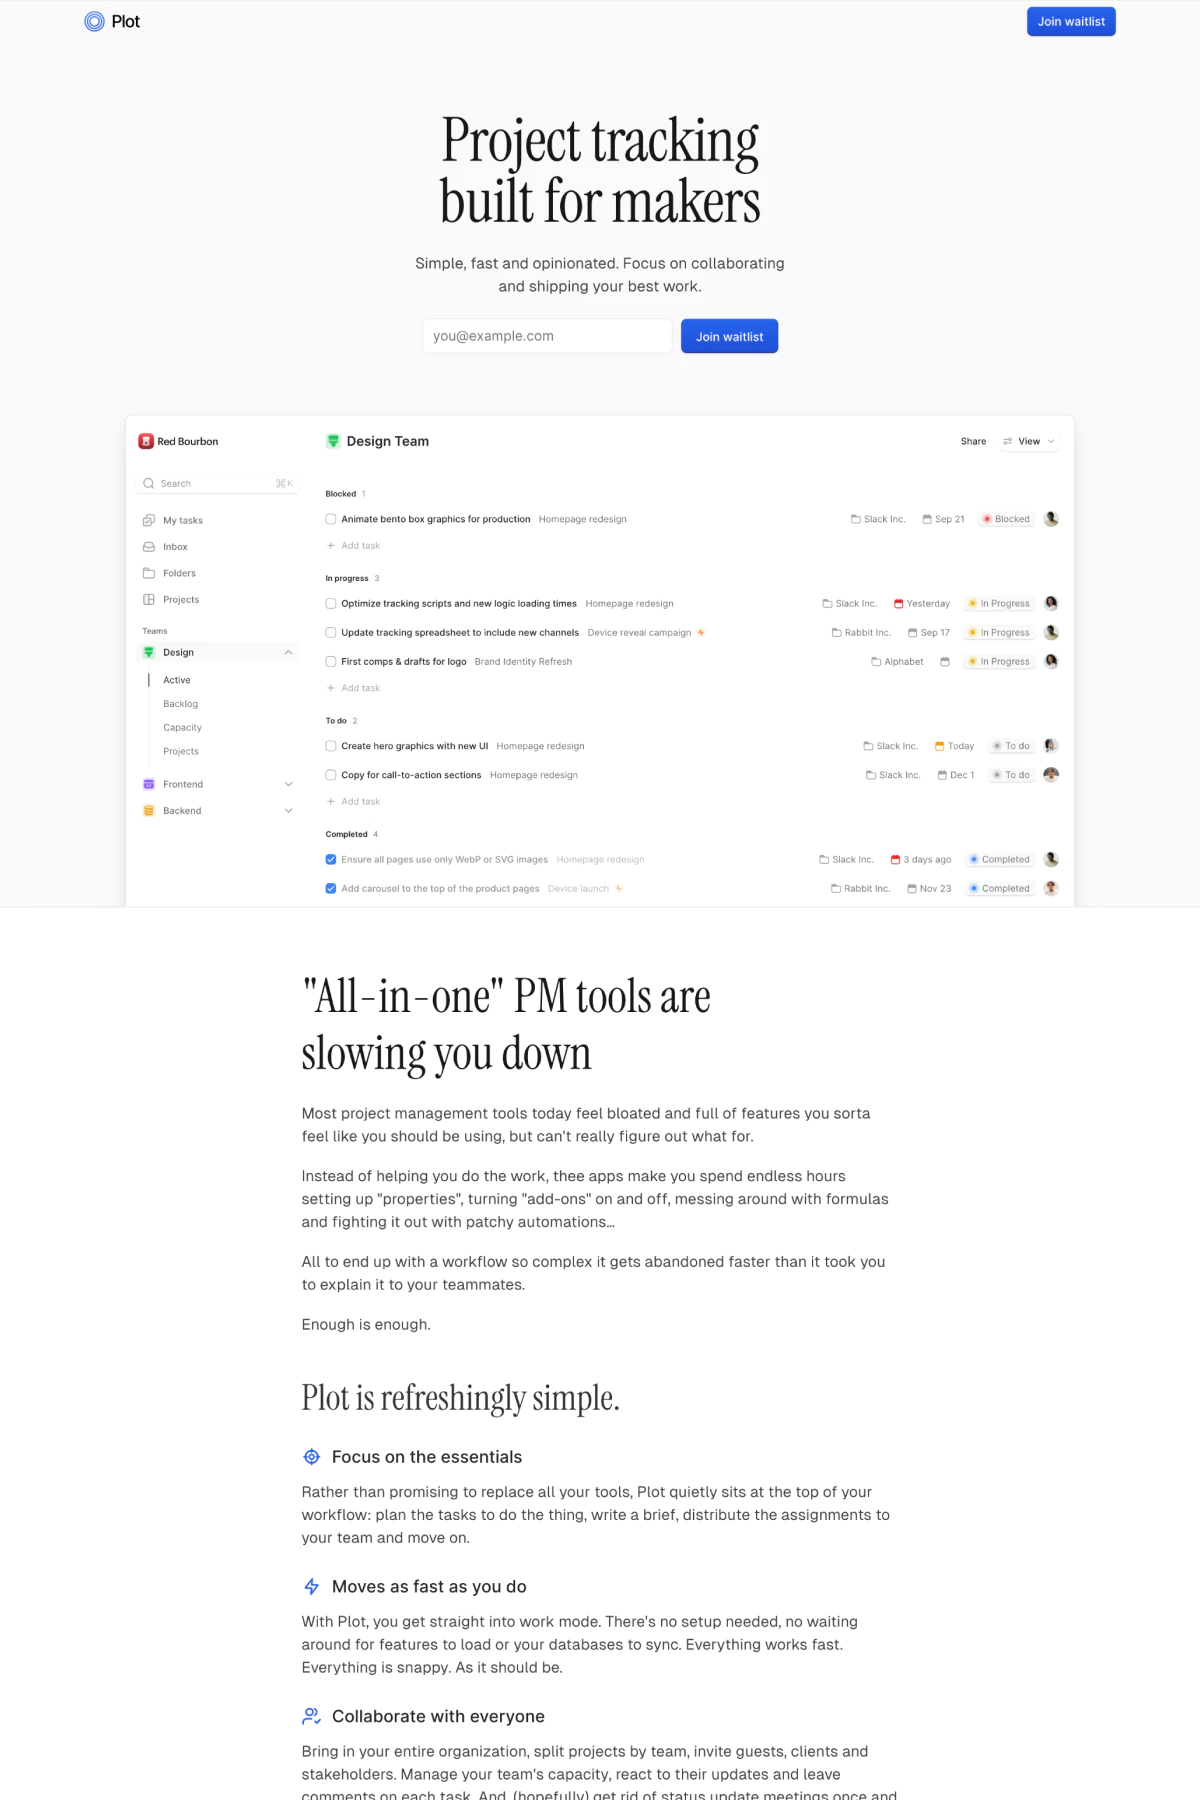 Plot
Join waitlist
Project tracking
built for makers
Simple, fast and opinionated. Focus on collaborating
and shipping your best work.
you@example.com
Join waitlist
Red Bourbon
Design Team
Share
View
Search
⌘K
My tasks
Inbox
Folders
Projects
Teams
Design
Active
Backlog
Capacity
Projects
Frontend
Backend
Blocked 1
Animate bento box graphics for production Homepage redesign Slack Inc. Sep 21 Blocked
+ Add task
In progress 3
Optimize tracking scripts and new logic loading times Homepage redesign Slack Inc. Yesterday In Progress
Update tracking spreadsheet to include new channels Device reveal campaign Rabbit Inc. Sep 17 In Progress
First comps & drafts for logo Brand Identity Refresh Alphabet In Progress
+ Add task
To do 2
Create hero graphics with new UI Homepage redesign Slack Inc. Today To do
Copy for call-to-action sections Homepage redesign Slack Inc. Dec 1 To do
+ Add task
Completed 4
Ensure all pages use only WebP or SVG images Homepage redesign Slack Inc. 3 days ago Completed
Add carousel to the top of the product pages Device launch Rabbit Inc. Nov 23 Completed
"All-in-one" PM tools are
slowing you down
Most project management tools today feel bloated and full of features you sorta
feel like you should be using, but can't really figure out what for.
Instead of helping you do the work, thee apps make you spend endless hours
setting up "properties", turning "add-ons" on and off, messing around with formulas
and fighting it out with patchy automations...
All to end up with a workflow so complex it gets abandoned faster than it took you
to explain it to your teammates.
Enough is enough.
Plot is refreshingly simple.
Focus on the essentials
Rather than promising to replace all your tools, Plot quietly sits at the top of your
workflow: plan the tasks to do the thing, write a brief, distribute the assignments to
your team and move on.
Moves as fast as you do
With Plot, you get straight into work mode. There's no setup needed, no waiting
around for features to load or your databases to sync. Everything works fast.
Everything is snappy. As it should be.
Collaborate with everyone
Bring in your entire organization, split projects by team, invite guests, clients and
stakeholders. Manage your team's capacity, react to their updates and leave
comments on each task. And, (hopefully) get rid of status update meetings once and